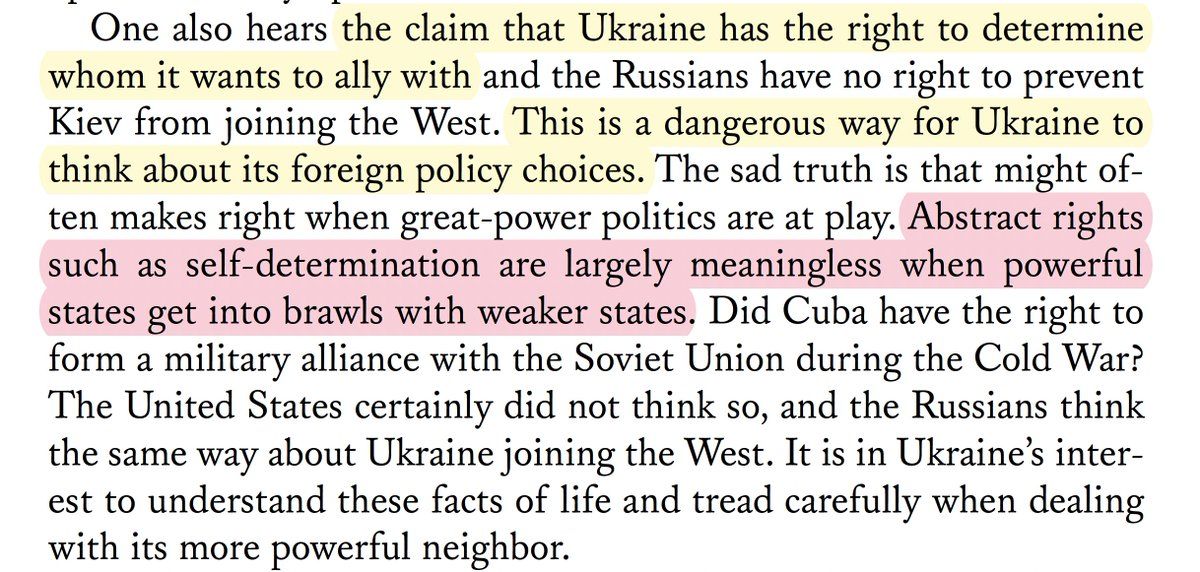 One also hears the claim that Ukraine has the right to determine
whom it wants to ally with and the Russians have no right to prevent
Kiev from joining the West. This is a dangerous way for Ukraine to
think about its foreign policy choices. The sad truth is that might of-
ten makes right when great-power politics are at play. Abstract rights
such as self-determination are largely meaningless when powerful
states get into brawls with weaker states. Did Cuba have the right to
form a military alliance with the Soviet Union during the Cold War?
The United States certainly did not think so, and the Russians think
the same way about Ukraine joining the West. It is in Ukraine’s inter-
est to understand these facts of life and tread carefully when dealing
with its more powerful neighbor.